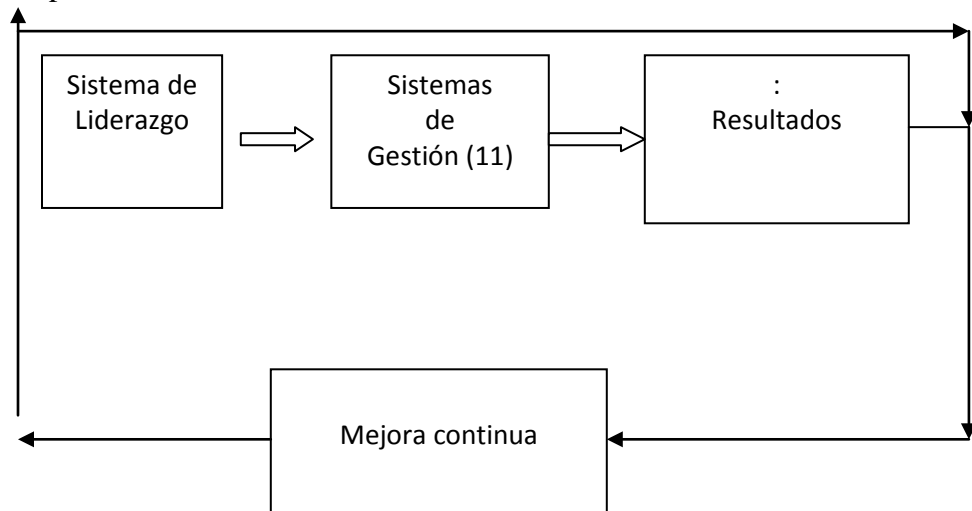 Sistema de
Liderazgo
Sistemas
de
Gestión (11)
:
Resultados
Mejora continua